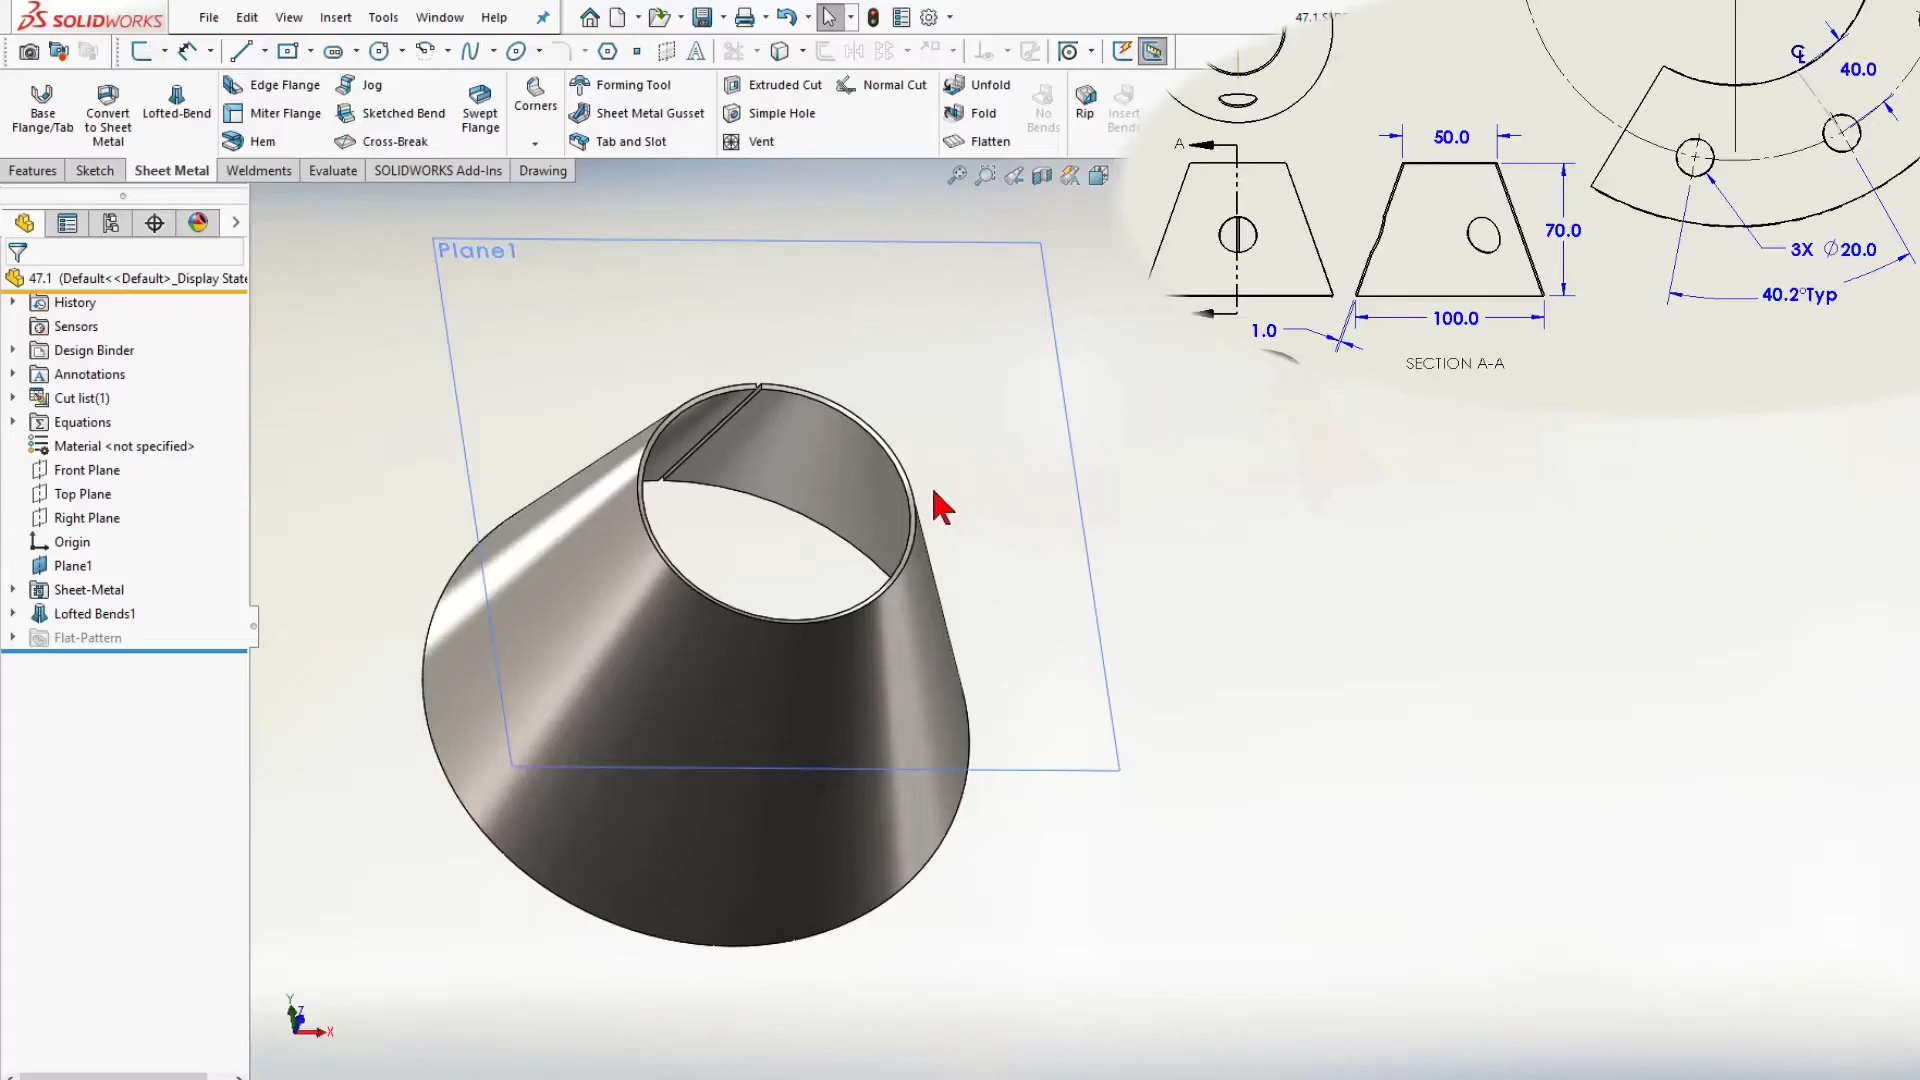 SOLIDWORKS
File Edit View Insert Tools Window Help
Base Flange/Tab
Convert to Sheet Metal
Lofted-Bend
Edge Flange
Miter Flange
Hem
Jog
Sketched Bend
Cross-Break
Swept Flange
Corners
Forming Tool
Sheet Metal Gusset
Tab and Slot
Extruded Cut
Simple Hole
Vent
Normal Cut
Unfold
Fold
Flatten
No Bends
Rip
Insert Bends
Features Sketch Sheet Metal Weldments Evaluate SOLIDWORKS Add-Ins Drawing
47.1 (Default<<Default>_Display State
History
Sensors
Design Binder
Annotations
Cut list(1)
Equations
Material <not specified>
Front Plane
Top Plane
Right Plane
Origin
Plane1
Sheet-Metal
Lofted Bends1
Flat-Pattern
Plane1
Y
Z
X
A
50.0
70.0
100.0
1.0
SECTION A-A
40.0
3X Ø20.0
40.2°Typ